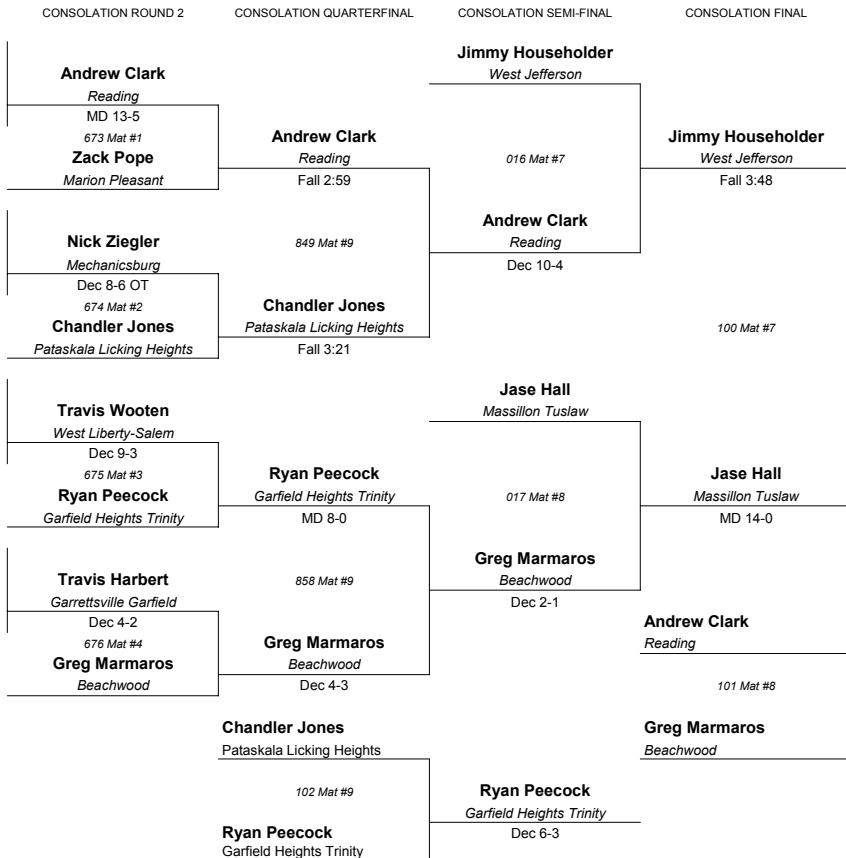 CONSOLATION ROUND 2
CONSOLATION QUARTERFINAL
CONSOLATION SEMI-FINAL
CONSOLATION FINAL
Andrew Clark
Reading
MD 13-5
673 Mat #1
Zack Pope
Marion Pleasant
Nick Ziegler
Mechanicsburg
Dec 8-6 OT
674 Mat #2
Chandler Jones
Pataskala Licking Heights
Travis Wooten
West Liberty-Salem
Dec 9-3
675 Mat #3
Ryan Peecock
Garfield Heights Trinity
Travis Harbert
Garrettsville Garfield
Dec 4-2
676 Mat #4
Greg Marmaros
Beachwood
Andrew Clark
Reading
Fall 2:59
849 Mat #9
Chandler Jones
Pataskala Licking Heights
Fall 3:21
Ryan Peecock
Garfield Heights Trinity
MD 8-0
858 Mat #9
Greg Marmaros
Beachwood
Dec 4-3
Chandler Jones
Pataskala Licking Heights
102 Mat #9
Ryan Peecock
Garfield Heights Trinity
Jimmy Householder
West Jefferson
016 Mat #7
Andrew Clark
Reading
Dec 10-4
Jase Hall
Massillon Tuslaw
017 Mat #8
Greg Marmaros
Beachwood
Dec 2-1
Ryan Peecock
Garfield Heights Trinity
Dec 6-3
Jimmy Householder
West Jefferson
Fall 3:48
100 Mat #7
Jase Hall
Massillon Tuslaw
MD 14-0
Andrew Clark
Reading
101 Mat #8
Greg Marmaros
Beachwood